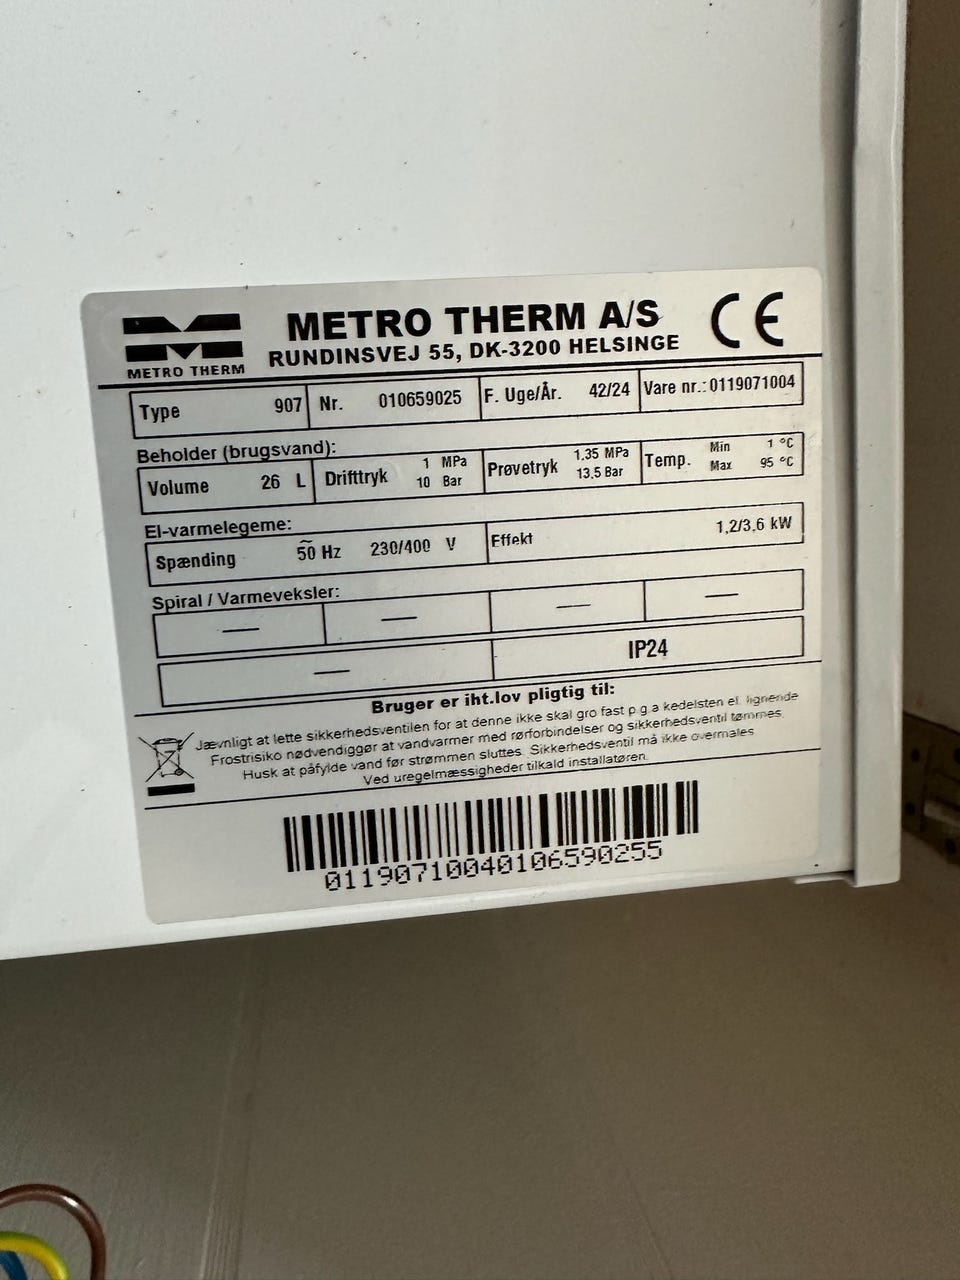 METRO THERM A/S
RUNDINSVEJ 55, DK-3200 HELSINGE
METRO THERM
CE
Type 907 Nr. 010659025 F. Uge/År. 42/24 Vare nr.: 0119071004
Beholder (brugsvand):
Volume 26 L Drifttryk 1 MPa 10 Bar Prøvetryk 1,35 MPa 13,5 Bar Temp. Min 1 °C Max 95 °C
El-varmelegeme:
Spænding ~ 50 Hz 230/400 V Effekt 1,2/3,6 kW
Spiral / Varmeveksler:
— — — —
— IP24
Bruger er iht.lov pligtig til:
Jævnligt at lette sikkerhedsventilen for at denne ikke skal gro fast p g a kedelsten el. lignende
Frostrisiko nødvendiggør at vandvarmer med rørforbindelser og sikkerhedsventil tømmes
Husk at påfylde vand før strømmen sluttes. Sikkerhedsventil må ikke overmales
Ved uregelmæssigheder tilkald installatøren.
01190710040106590255